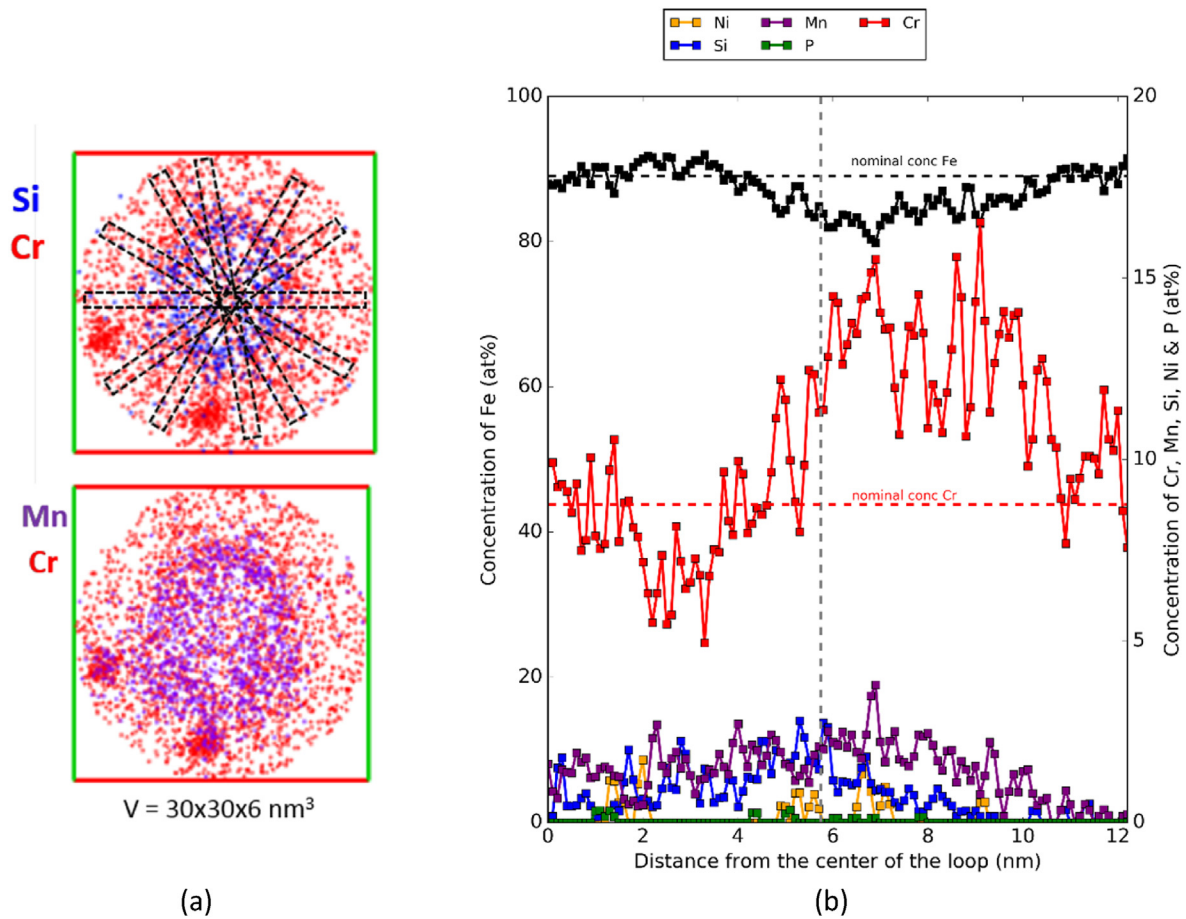 Ni Mn Cr
Si P
Si
Cr
Mn
Cr
V = 30x30x6 nm³
(a)
100
80
60
40
20
0
Concentration of Fe (at%)
nominal conc Fe
nominal conc Cr
20
15
10
5
0
Concentration of Cr, Mn, Si, Ni & P (at%)
0 2 4 6 8 10 12
Distance from the center of the loop (nm)
(b)